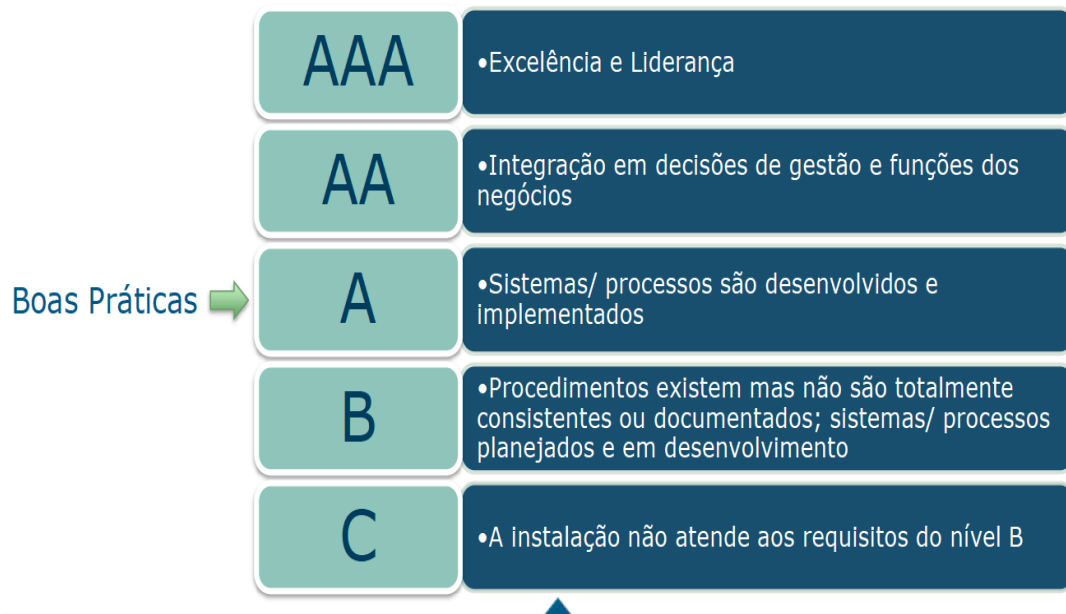 AAA
•Excelência e Liderança
AA
•Integração em decisões de gestão e funções dos
negócios
Boas Práticas
A
•Sistemas/ processos são desenvolvidos e
implementados
B
•Procedimentos existem mas não são totalmente
consistentes ou documentados; sistemas/ processos
planejados e em desenvolvimento
C
•A instalação não atende aos requisitos do nível B